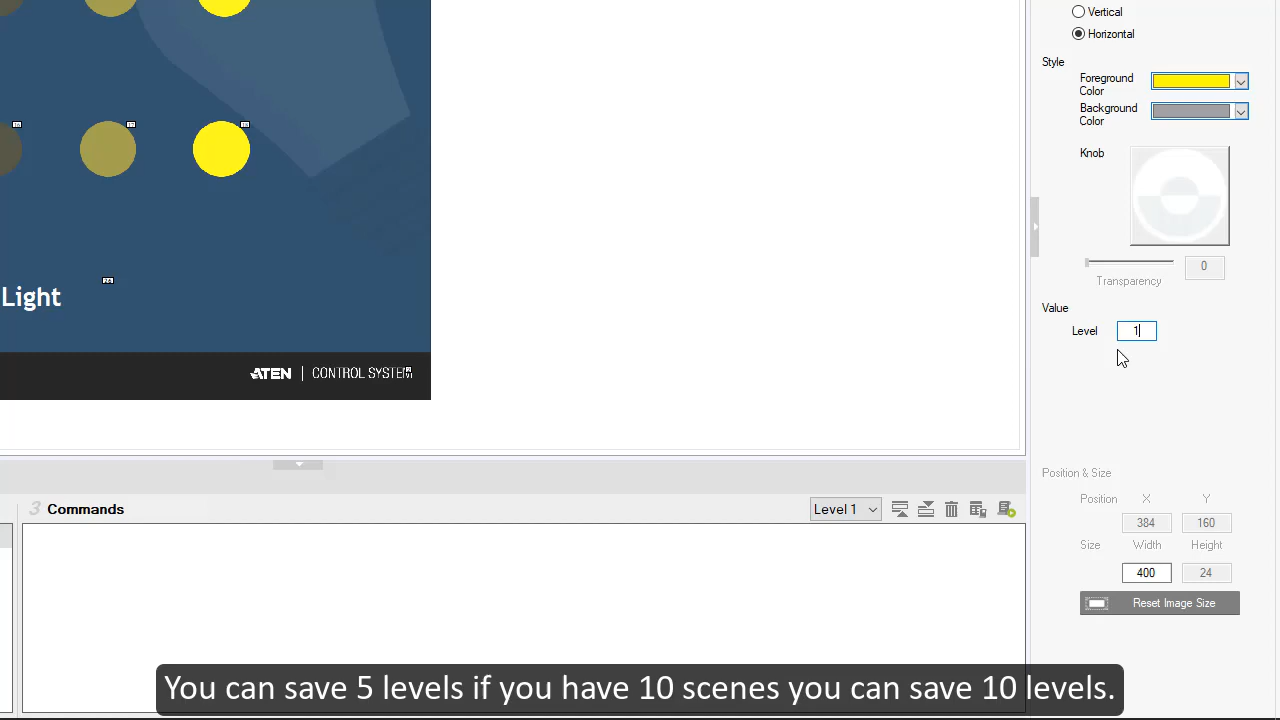 Vertical
Horizontal
Style
Foreground
Color
Background
Color
Knob
0
Transparency
Value
Level 1
Light
ATEN | CONTROL SYSTEM
Position & Size
Position X Y
384 160
Size Width Height
400 24
Reset Image Size
3 Commands
Level 1
You can save 5 levels if you have 10 scenes you can save 10 levels.